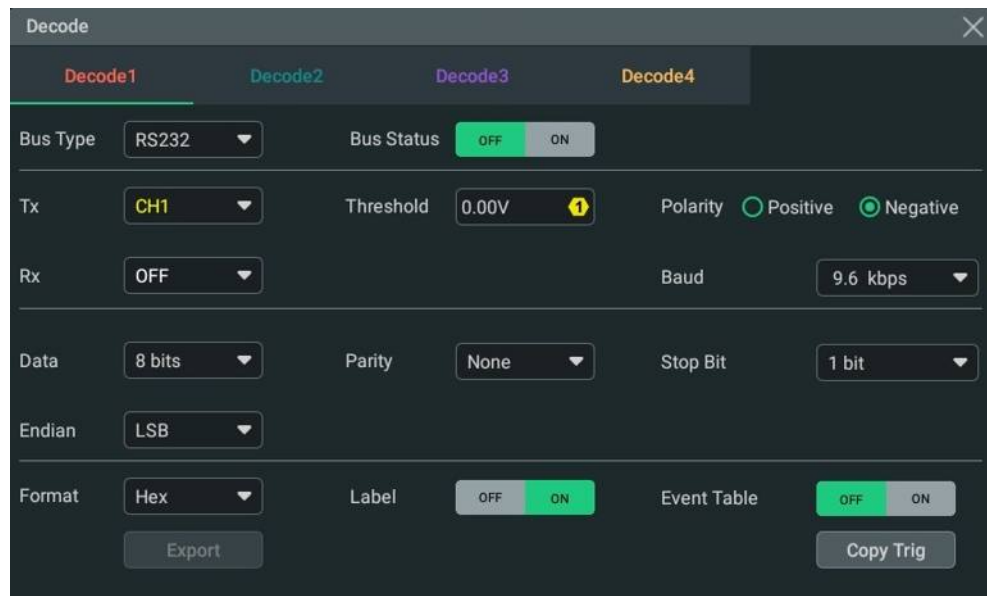 Decode
Decode1 Decode2 Decode3 Decode4
Bus Type RS232 Bus Status OFF ON
Tx CH1 Threshold 0.00V 1 Polarity Positive Negative
Rx OFF Baud 9.6 kbps
Data 8 bits Parity None Stop Bit 1 bit
Endian LSB
Format Hex Label OFF ON Event Table OFF ON
Export Copy Trig